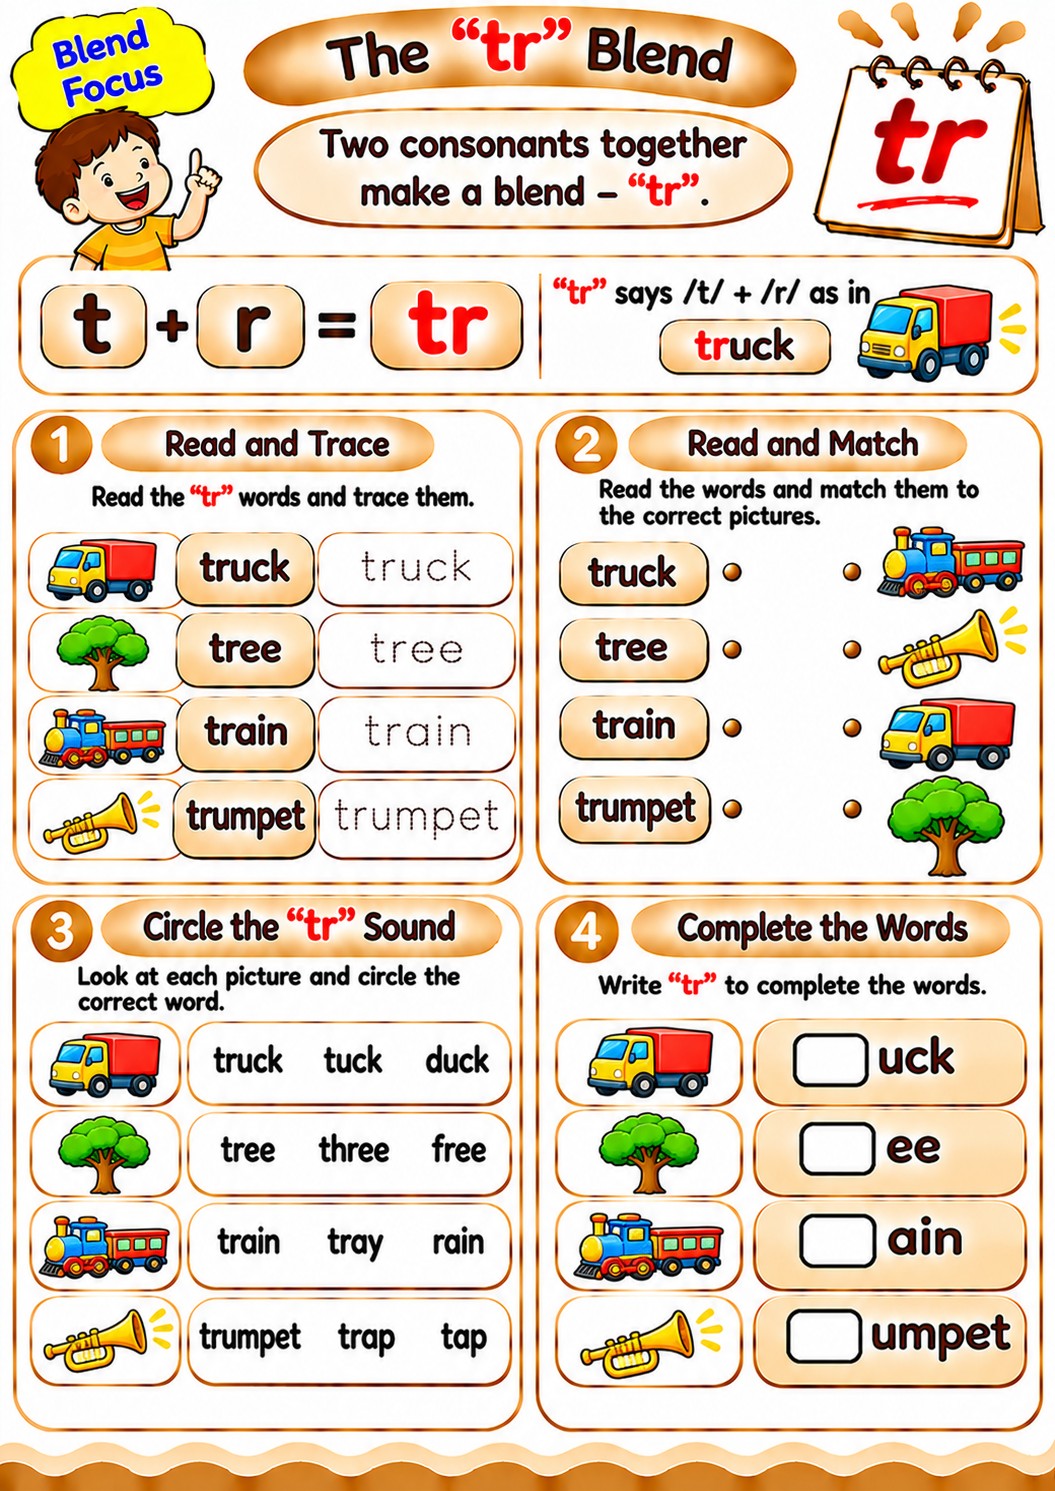 Blend
Focus
The “tr” Blend
Two consonants together
make a blend – “tr”.
tr
t + r = tr
“tr” says /t/ + /r/ as in
truck
1 Read and Trace
Read the “tr” words and trace them.
truck truck
tree tree
train train
trumpet trumpet
2 Read and Match
Read the words and match them to
the correct pictures.
truck
tree
train
trumpet
3 Circle the “tr” Sound
Look at each picture and circle the
correct word.
truck tuck duck
tree three free
train tray rain
trumpet trap tap
4 Complete the Words
Write “tr” to complete the words.
uck
ee
ain
umpet